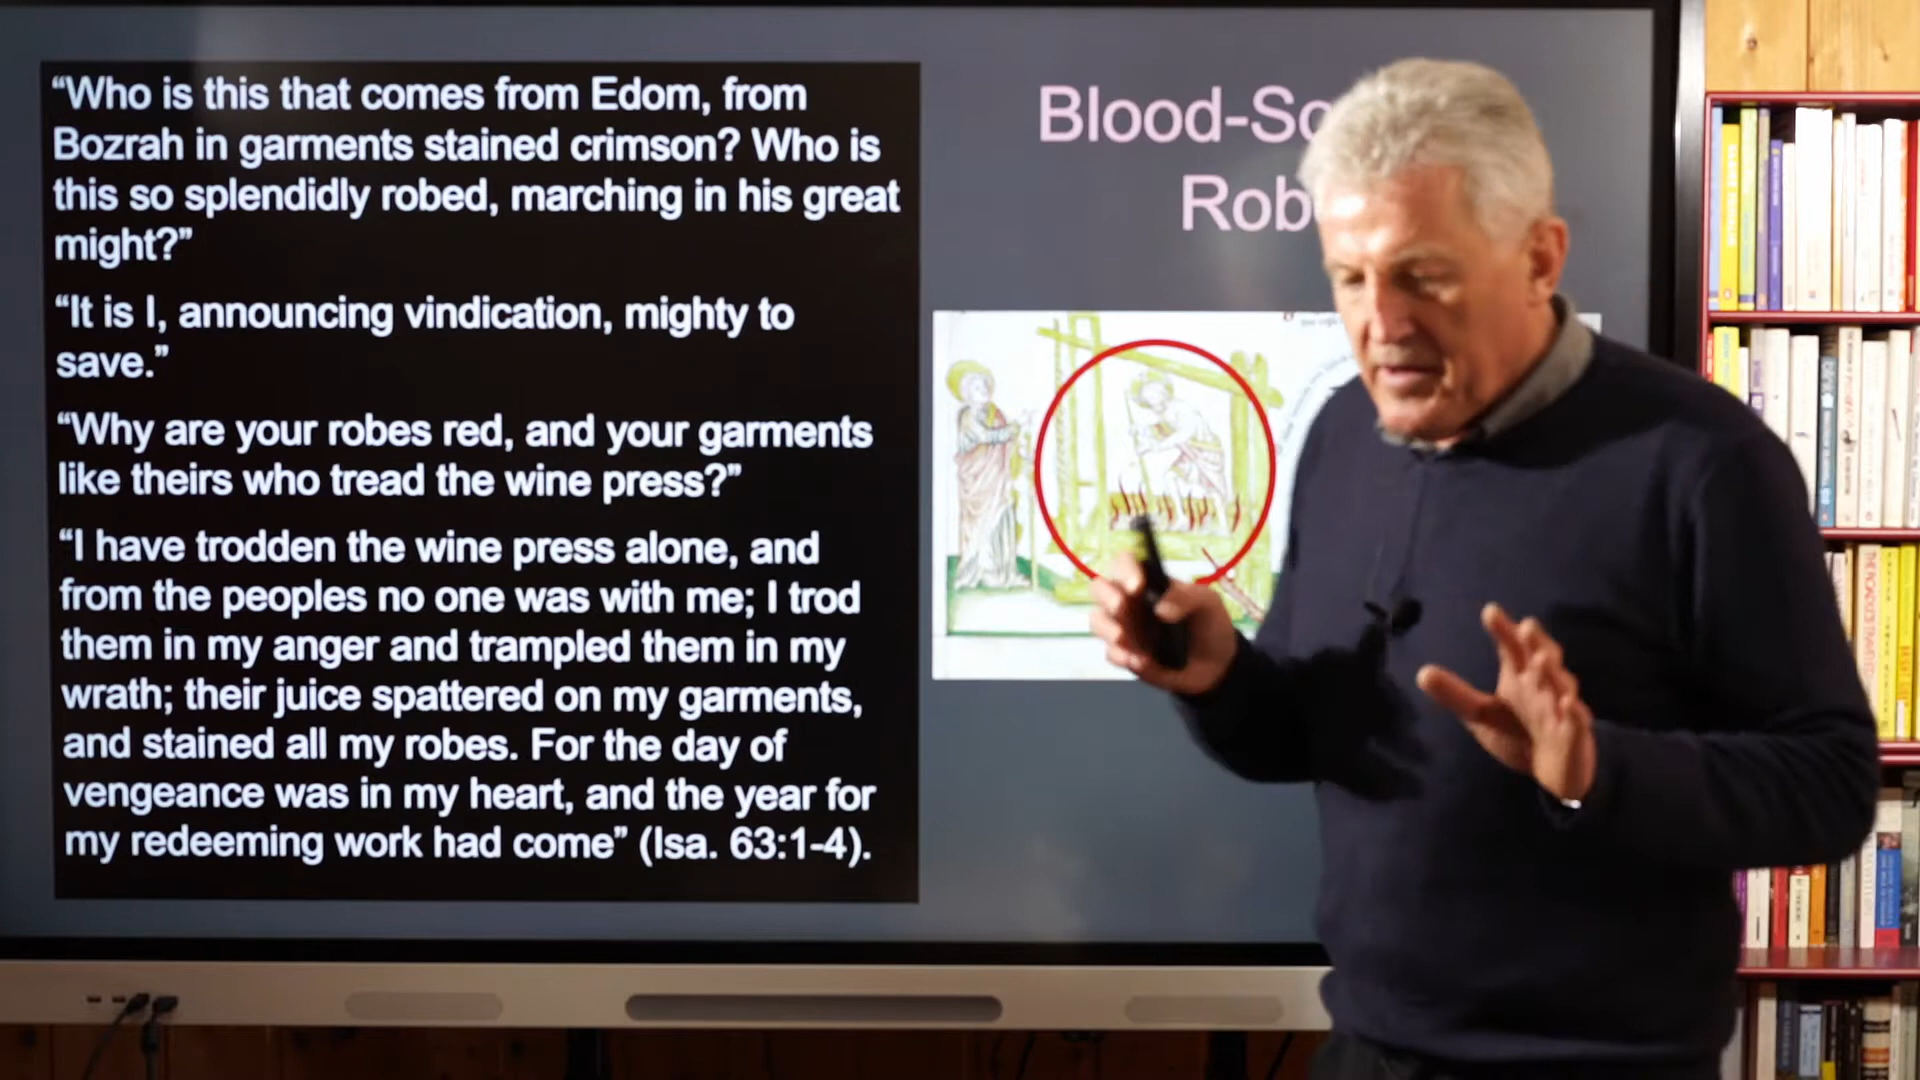 “Who is this that comes from Edom, from
Bozrah in garments stained crimson? Who is
this so splendidly robed, marching in his great
might?”
“It is I, announcing vindication, mighty to
save.”
“Why are your robes red, and your garments
like theirs who tread the wine press?”
“I have trodden the wine press alone, and
from the peoples no one was with me; I trod
them in my anger and trampled them in my
wrath; their juice spattered on my garments,
and stained all my robes. For the day of
vengeance was in my heart, and the year for
my redeeming work had come” (Isa. 63:1-4).
Blood-So
Rob